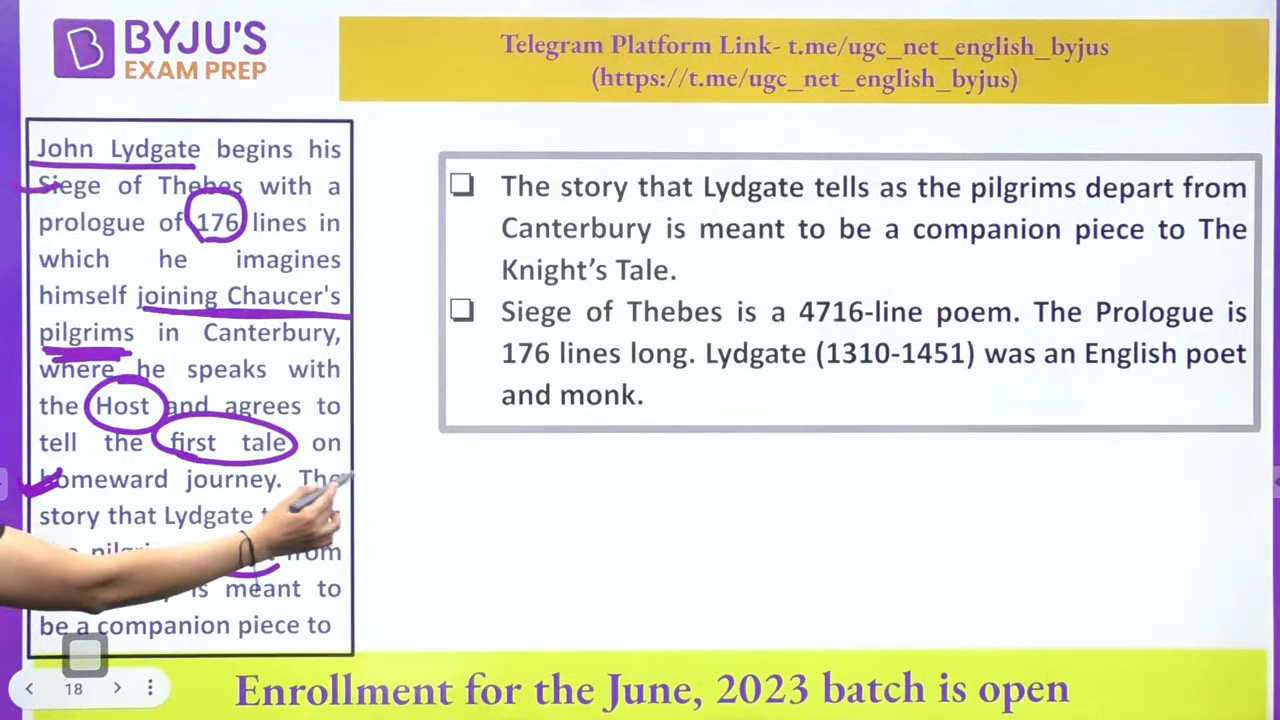 BYJU'S
EXAM PREP
Telegram Platform Link- t.me/ugc_net_english_byjus
(https://t.me/ugc_net_english_byjus)
John Lydgate begins his
Siege of Thebes with a
prologue of 176 lines in
which he imagines
himself joining Chaucer's
pilgrims in Canterbury,
where he speaks with
the Host and agrees to
tell the first tale on
homeward journey. The
story that Lydgate
from
is meant to
be a companion piece to
❑ The story that Lydgate tells as the pilgrims depart from
Canterbury is meant to be a companion piece to The
Knight’s Tale.
❑ Siege of Thebes is a 4716-line poem. The Prologue is
176 lines long. Lydgate (1310-1451) was an English poet
and monk.
18
Enrollment for the June, 2023 batch is open